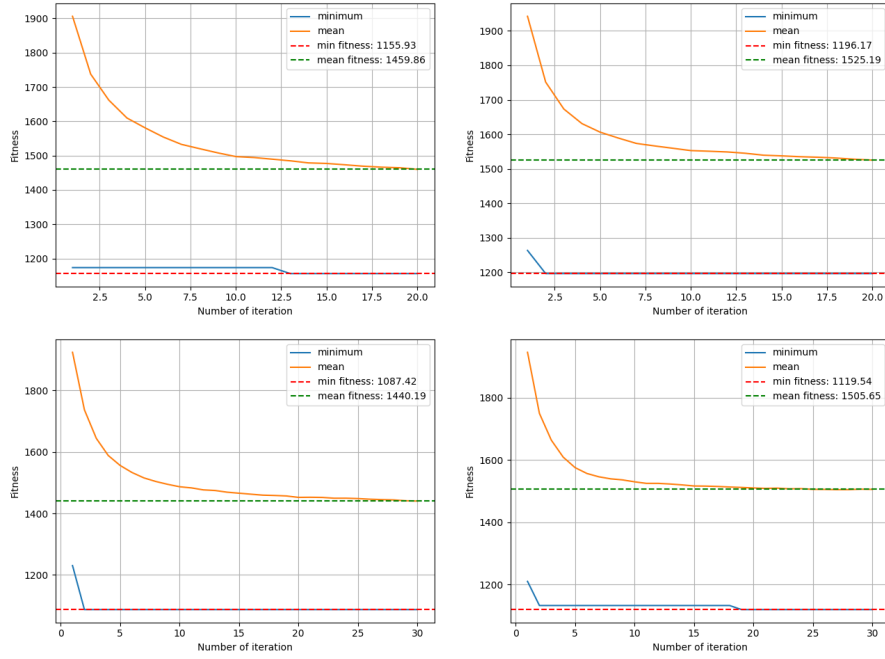 minimum
mean
min fitness: 1155.93
mean fitness: 1459.86
1900
1800
1700
1600
1500
1400
1300
1200
Fitness
2.5 5.0 7.5 10.0 12.5 15.0 17.5 20.0
Number of iteration
minimum
mean
min fitness: 1196.17
mean fitness: 1525.19
1900
1800
1700
1600
1500
1400
1300
1200
Fitness
2.5 5.0 7.5 10.0 12.5 15.0 17.5 20.0
Number of iteration
minimum
mean
min fitness: 1087.42
mean fitness: 1440.19
1800
1600
1400
1200
Fitness
0 5 10 15 20 25 30
Number of iteration
minimum
mean
min fitness: 1119.54
mean fitness: 1505.65
1800
1600
1400
1200
Fitness
0 5 10 15 20 25 30
Number of iteration